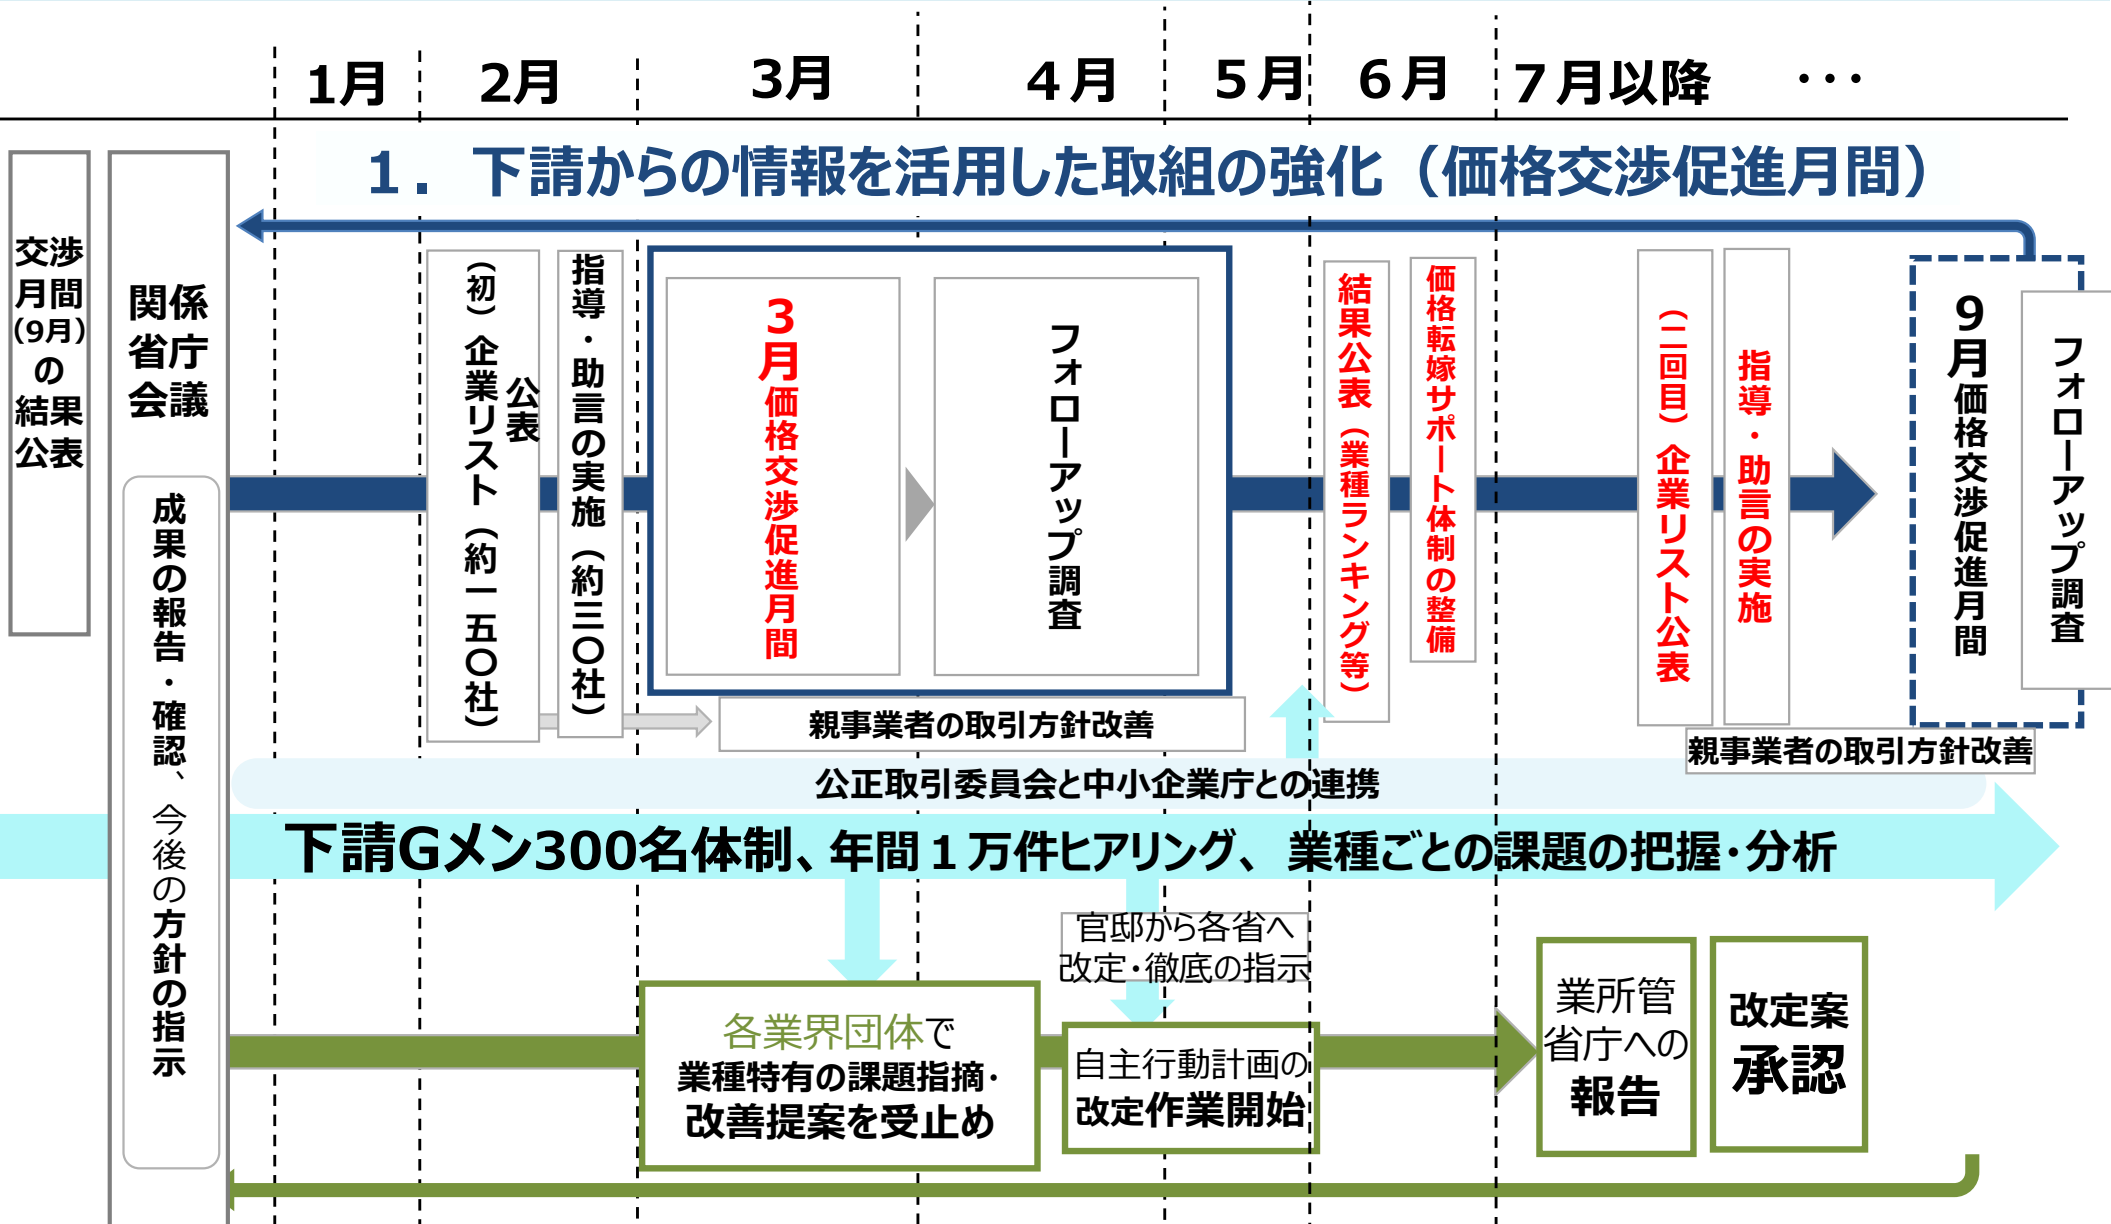 1月 2月 3月 4月 5月 6月 7月以降 ･･･
1. 下請からの情報を活用した取組の強化（価格交渉促進月間）
交渉
月間
(9月)
の
結果
公表
関係
省庁
会議
成果の報告・確認、今後の方針の指示
（初）企業リスト（約一五〇社）
公表
指導・助言の実施（約三〇社）
3月価格交渉促進月間
フォローアップ調査
結果公表（業種ランキング等）
価格転嫁サポート体制の整備
（二回目）企業リスト公表
指導・助言の実施
9月価格交渉促進月間
フォローアップ調査
親事業者の取引方針改善
親事業者の取引方針改善
公正取引委員会と中小企業庁との連携
下請Gメン300名体制、年間1万件ヒアリング、業種ごとの課題の把握・分析
官邸から各省へ
改定・徹底の指示
各業界団体で
業種特有の課題指摘・
改善提案を受止め
自主行動計画の
改定作業開始
業所管
省庁への
報告
改定案
承認